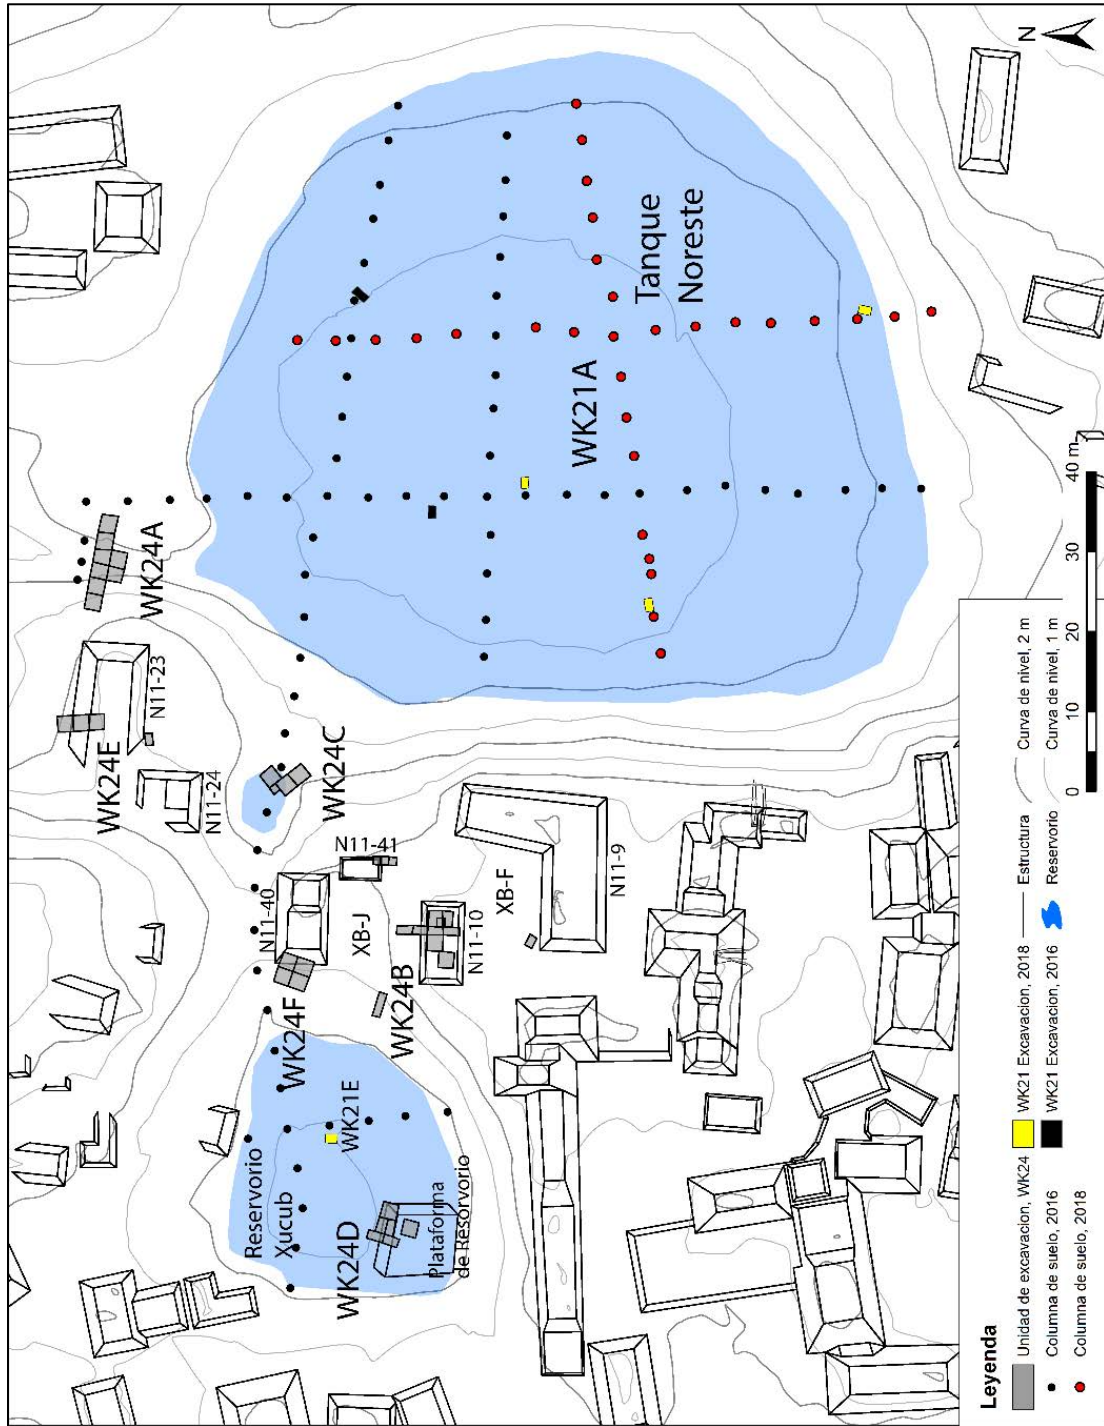 N
WK24A
WK24E
N11-23
N11-24
WK24C
N11-41
N11-40
XB-J
WK24F
WK24B
N11-10
XB-F
N11-9
Tanque
Noreste
WK21A
Reservorio
Xucub
WK21E
WK24D
Plataforma
de Resorvorio
Leyenda
Unidad de excavacion, WK24
Columna de suelo, 2016
Columna de suelo, 2018
WK21 Excavacion, 2018
WK21 Excavacion, 2016
Estructura
Reservorio
Curva de nivel, 2 m
Curva de nivel, 1 m
0 10 20 30 40 m